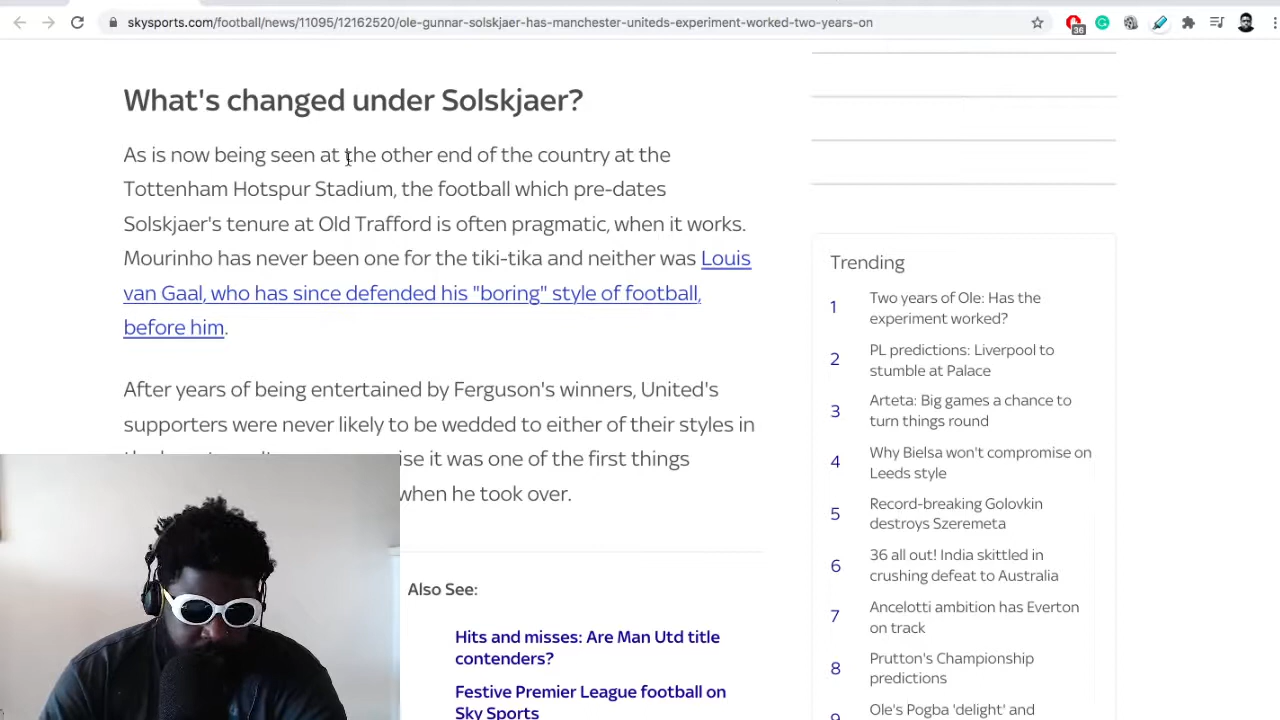 skysports.com/football/news/11095/12162520/ole-gunnar-solskjaer-has-manchester-uniteds-experiment-worked-two-years-on
36
What's changed under Solskjaer?
As is now being seen at the other end of the country at the
Tottenham Hotspur Stadium, the football which pre-dates
Solskjaer's tenure at Old Trafford is often pragmatic, when it works.
Mourinho has never been one for the tiki-tika and neither was Louis
van Gaal, who has since defended his "boring" style of football,
before him.
After years of being entertained by Ferguson's winners, United's
supporters were never likely to be wedded to either of their styles in
ise it was one of the first things
when he took over.
Also See:
Hits and misses: Are Man Utd title
contenders?
Festive Premier League football on
Sky Sports
Trending
1 Two years of Ole: Has the
experiment worked?
2 PL predictions: Liverpool to
stumble at Palace
3 Arteta: Big games a chance to
turn things round
4 Why Bielsa won't compromise on
Leeds style
5 Record-breaking Golovkin
destroys Szeremeta
6 36 all out! India skittled in
crushing defeat to Australia
7 Ancelotti ambition has Everton
on track
8 Prutton's Championship
predictions
Ole's Pogba 'delight' and